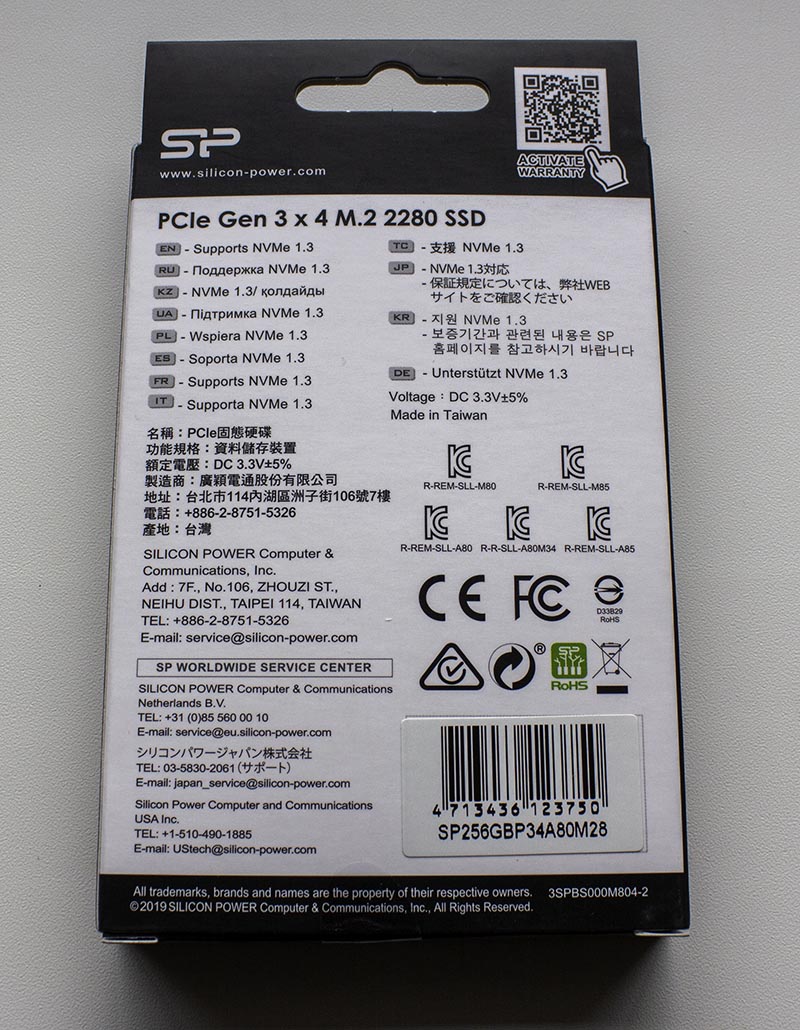 SP
www.silicon-power.com
ACTIVATE
WARRANTY
PCIe Gen 3 x 4 M.2 2280 SSD
EN - Supports NVMe 1.3
RU - Поддержка NVMe 1.3
KZ - NVMe 1.3/ қолдайды
UA - Підтримка NVMe 1.3
PL - Wspiera NVMe 1.3
ES - Soporta NVMe 1.3
FR - Supports NVMe 1.3
IT - Supporta NVMe 1.3
TC - 支援 NVMe 1.3
JP - NVMe 1.3対応
- 保証規定については、弊社WEB
サイトをご確認ください
KR - 지원 NVMe 1.3
- 보증기간과 관련된 내용은 SP
홈페이지를 참고하시기 바랍니다
DE - Unterstützt NVMe 1.3
Voltage : DC 3.3V±5%
Made in Taiwan
名稱：PCIe固態硬碟
功能規格：資料儲存裝置
額定電壓：DC 3.3V±5%
製造商：廣穎電通股份有限公司
地址：台北市114內湖區洲子街106號7樓
電話：+886-2-8751-5326
產地：台灣
SILICON POWER Computer &
Communications, Inc.
Add : 7F., No.106, ZHOUZI ST.,
NEIHU DIST., TAIPEI 114, TAIWAN
TEL: +886-2-8751-5326
E-mail: service@silicon-power.com
SP WORLDWIDE SERVICE CENTER
SILICON POWER Computer & Communications
Netherlands B.V.
TEL: +31 (0)85 560 00 10
E-mail: service@eu.silicon-power.com
シリコンパワージャパン株式会社
TEL: 03-5830-2061（サポート）
E-mail: japan_service@silicon-power.com
Silicon Power Computer and Communications
USA Inc.
TEL: +1-510-490-1885
E-mail: UStech@silicon-power.com
R-REM-SLL-M80
R-REM-SLL-M85
R-REM-SLL-A80
R-R-SLL-A80M34
R-REM-SLL-A85
CE
FC
D33B29
RoHS
®
SP
RoHS
4 713436 123750
SP256GBP34A80M28
All trademarks, brands and names are the property of their respective owners. 3SPBS000M804-2
©2019 SILICON POWER Computer & Communications, Inc., All Rights Reserved.